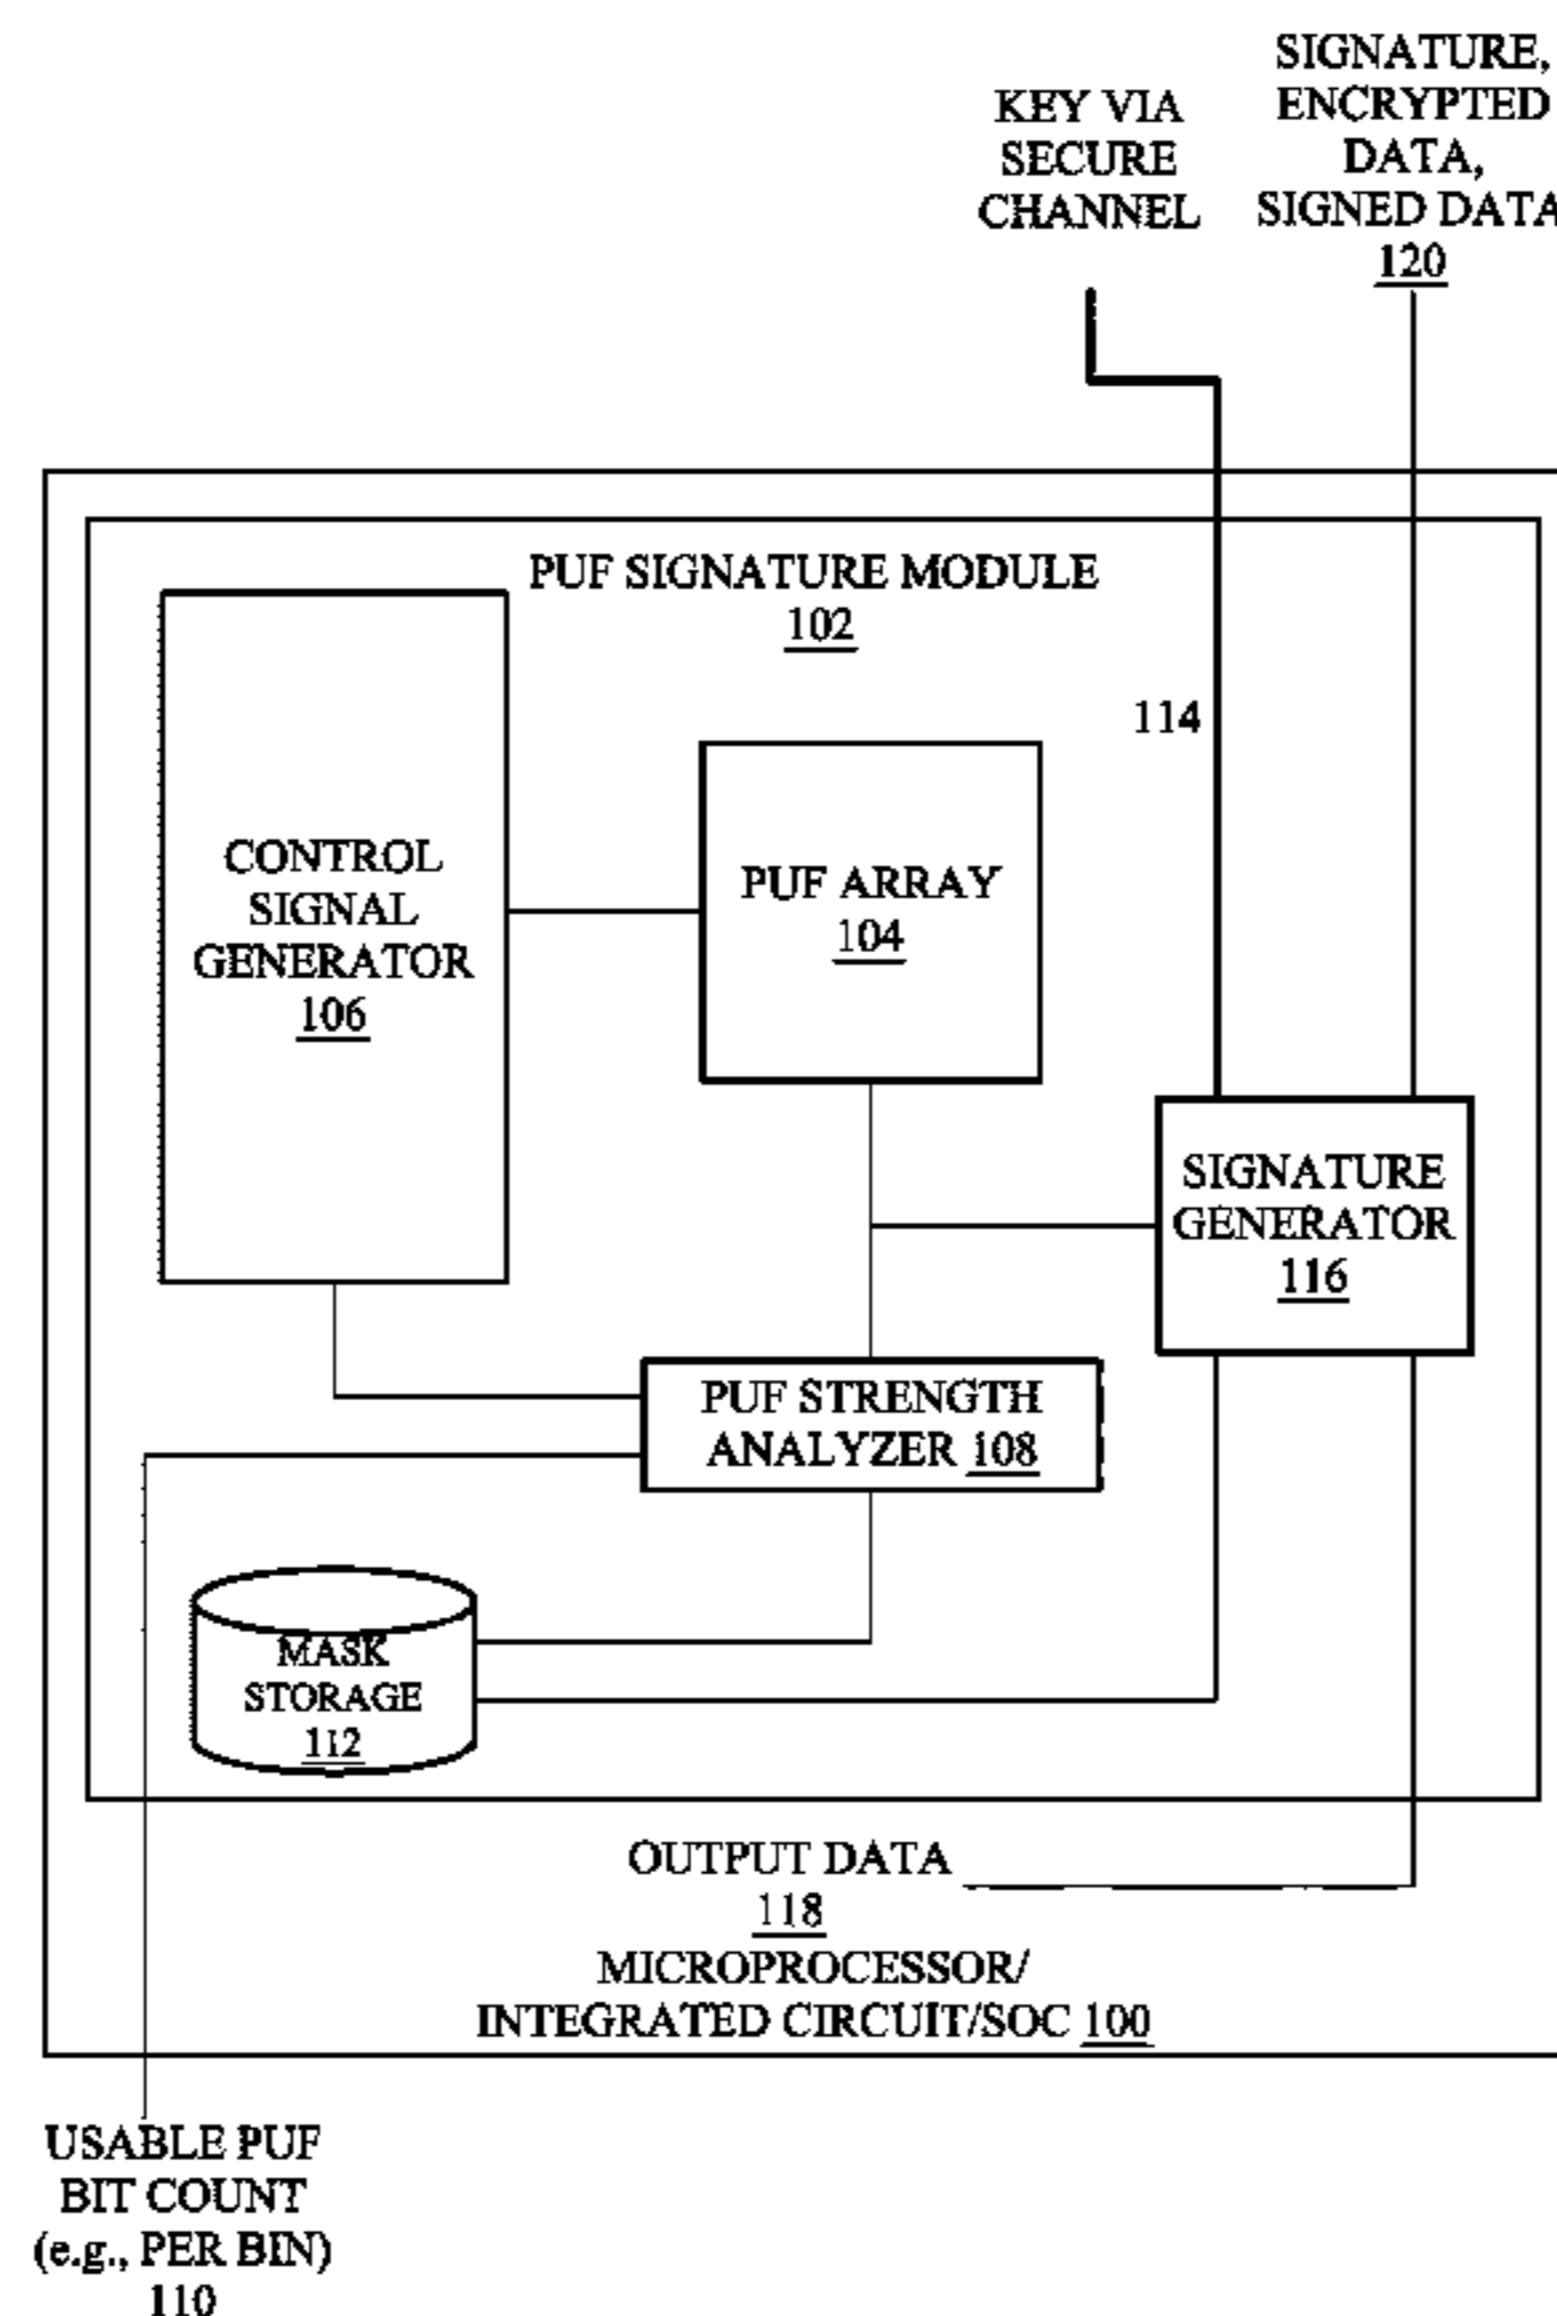 KEY VIA
SECURE
CHANNEL
SIGNATURE,
ENCRYPTED
DATA,
SIGNED DATA
120
PUF SIGNATURE MODULE
102
114
CONTROL
SIGNAL
GENERATOR
106
PUF ARRAY
104
SIGNATURE
GENERATOR
116
PUF STRENGTH
ANALYZER 108
MASK
STORAGE
112
OUTPUT DATA
118
MICROPROCESSOR/
INTEGRATED CIRCUIT/SOC 100
USABLE PUF
BIT COUNT
(e.g., PER BIN)
110